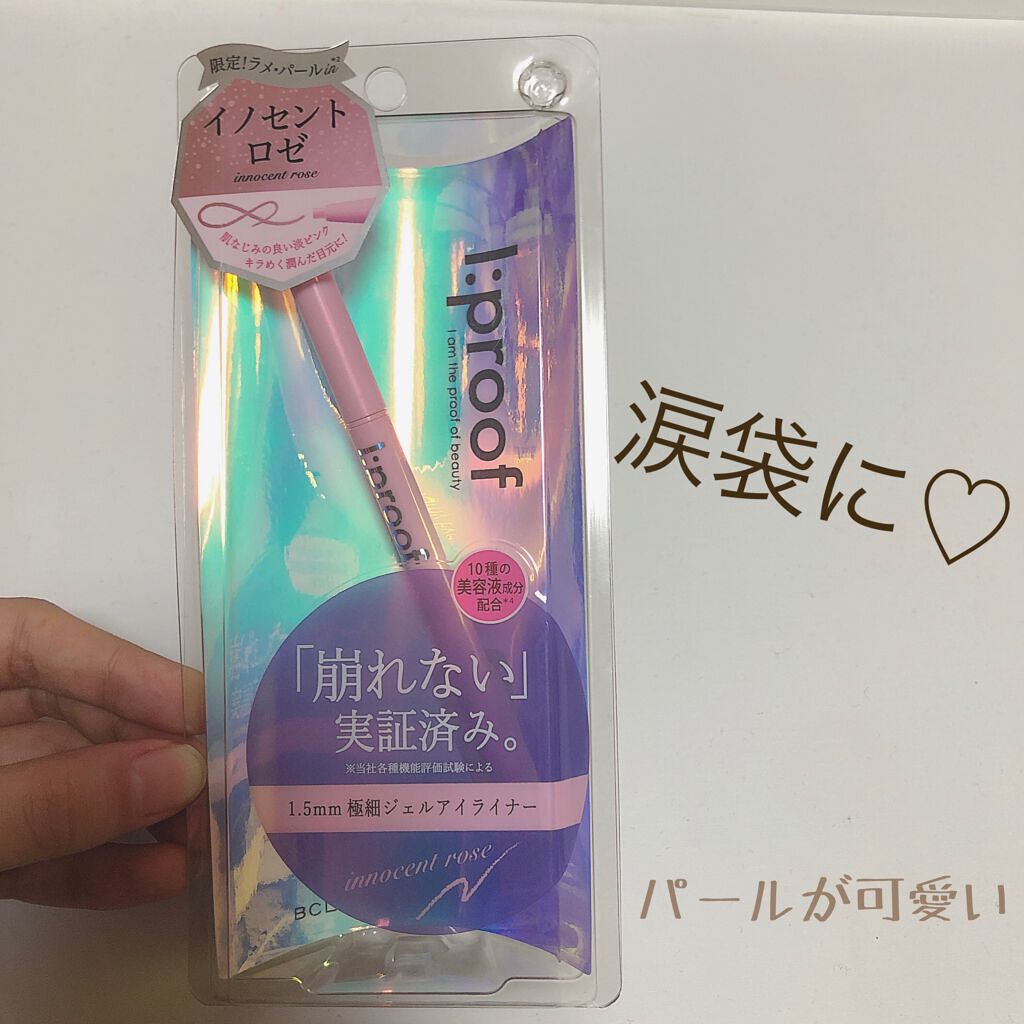 限定!ラメ・パールin*2
イノセント
ロゼ
innocent rose
肌なじみの良い淡ピンク
キラめく潤んだ目元に!
I:proof
I am the proof of beauty
I:proof
涙袋に♡
10種の
美容液成分
配合*4
「崩れない」
実証済み。
※当社各種機能評価試験による
1.5mm 極細ジェルアイライナー
innocent rose
BCL
パールが可愛い